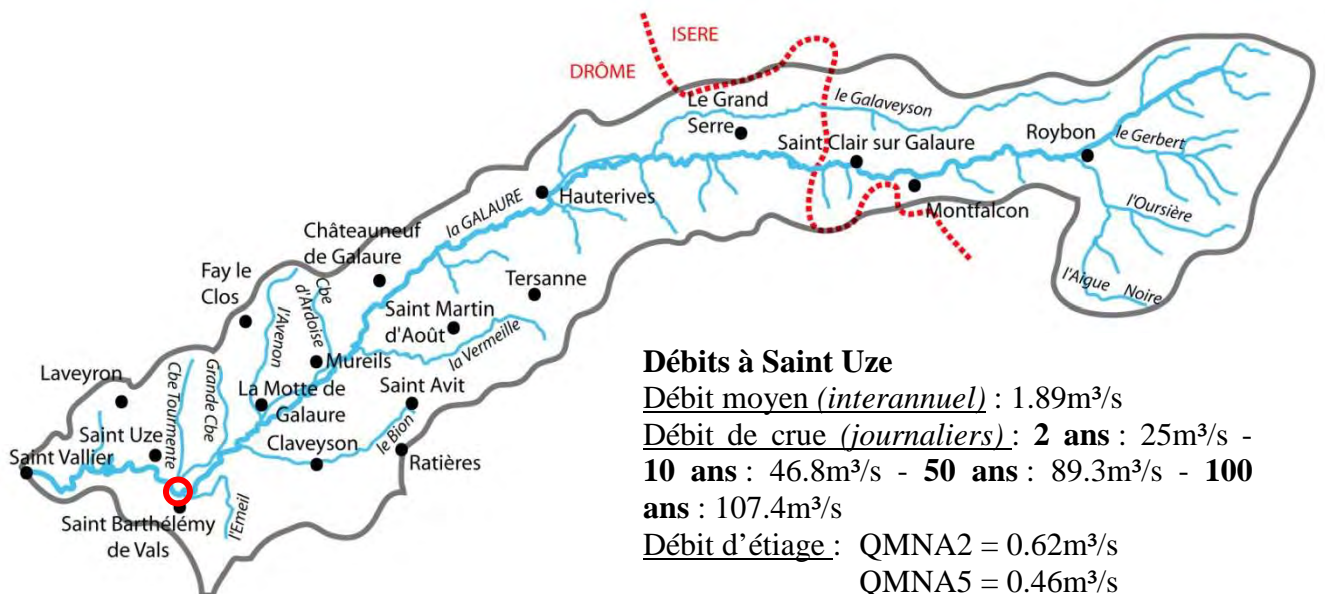 ISERE
DRÔME
Le Grand
Serre
le Galaveyson
Saint Clair sur Galaure
Roybon
le Gerbert
Montfalcon
l'Oursière
l'Aigue Noire
Hauterives
la GALAURE
Châteauneuf
de Galaure
Fay le
Clos
Cbe
d'Ardoise
l'Avenon
Tersanne
Saint Martin
d'Août
la Vermeille
Mureils
Laveyron
Cbe Tourmente
Grande Cbe
La Motte de
Galaure
Saint Avit
Saint Uze
Claveyson
le Bion
Ratières
Saint Vallier
l'Emeil
Saint Barthélémy
de Vals
Débits à Saint Uze
Débit moyen (interannuel) : 1.89m³/s
Débit de crue (journaliers) : 2 ans : 25m³/s -
10 ans : 46.8m³/s - 50 ans : 89.3m³/s - 100
ans : 107.4m³/s
Débit d'étiage : QMNA2 = 0.62m³/s
QMNA5 = 0.46m³/s